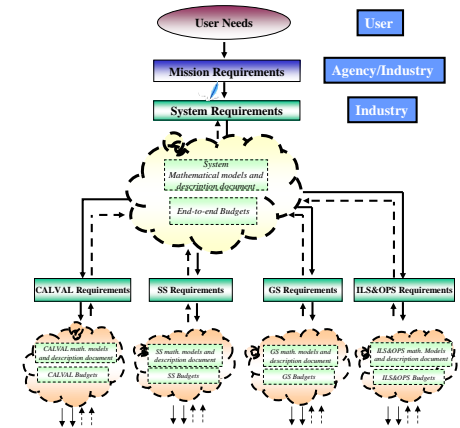 User Needs
User
Mission Requirements
Agency/Industry
System Requirements
Industry
System
Mathematical models and
description document
End-to-end Budgets
CALVAL Requirements
SS Requirements
GS Requirements
ILS&OPS Requirements
CALVAL math. models
and description document
CALVAL Budgets
SS math. models and
description document
SS Budgets
GS math. models and
description document
GS Budgets
ILS&OPS math. Models
and description document
ILS&OPS Budgets